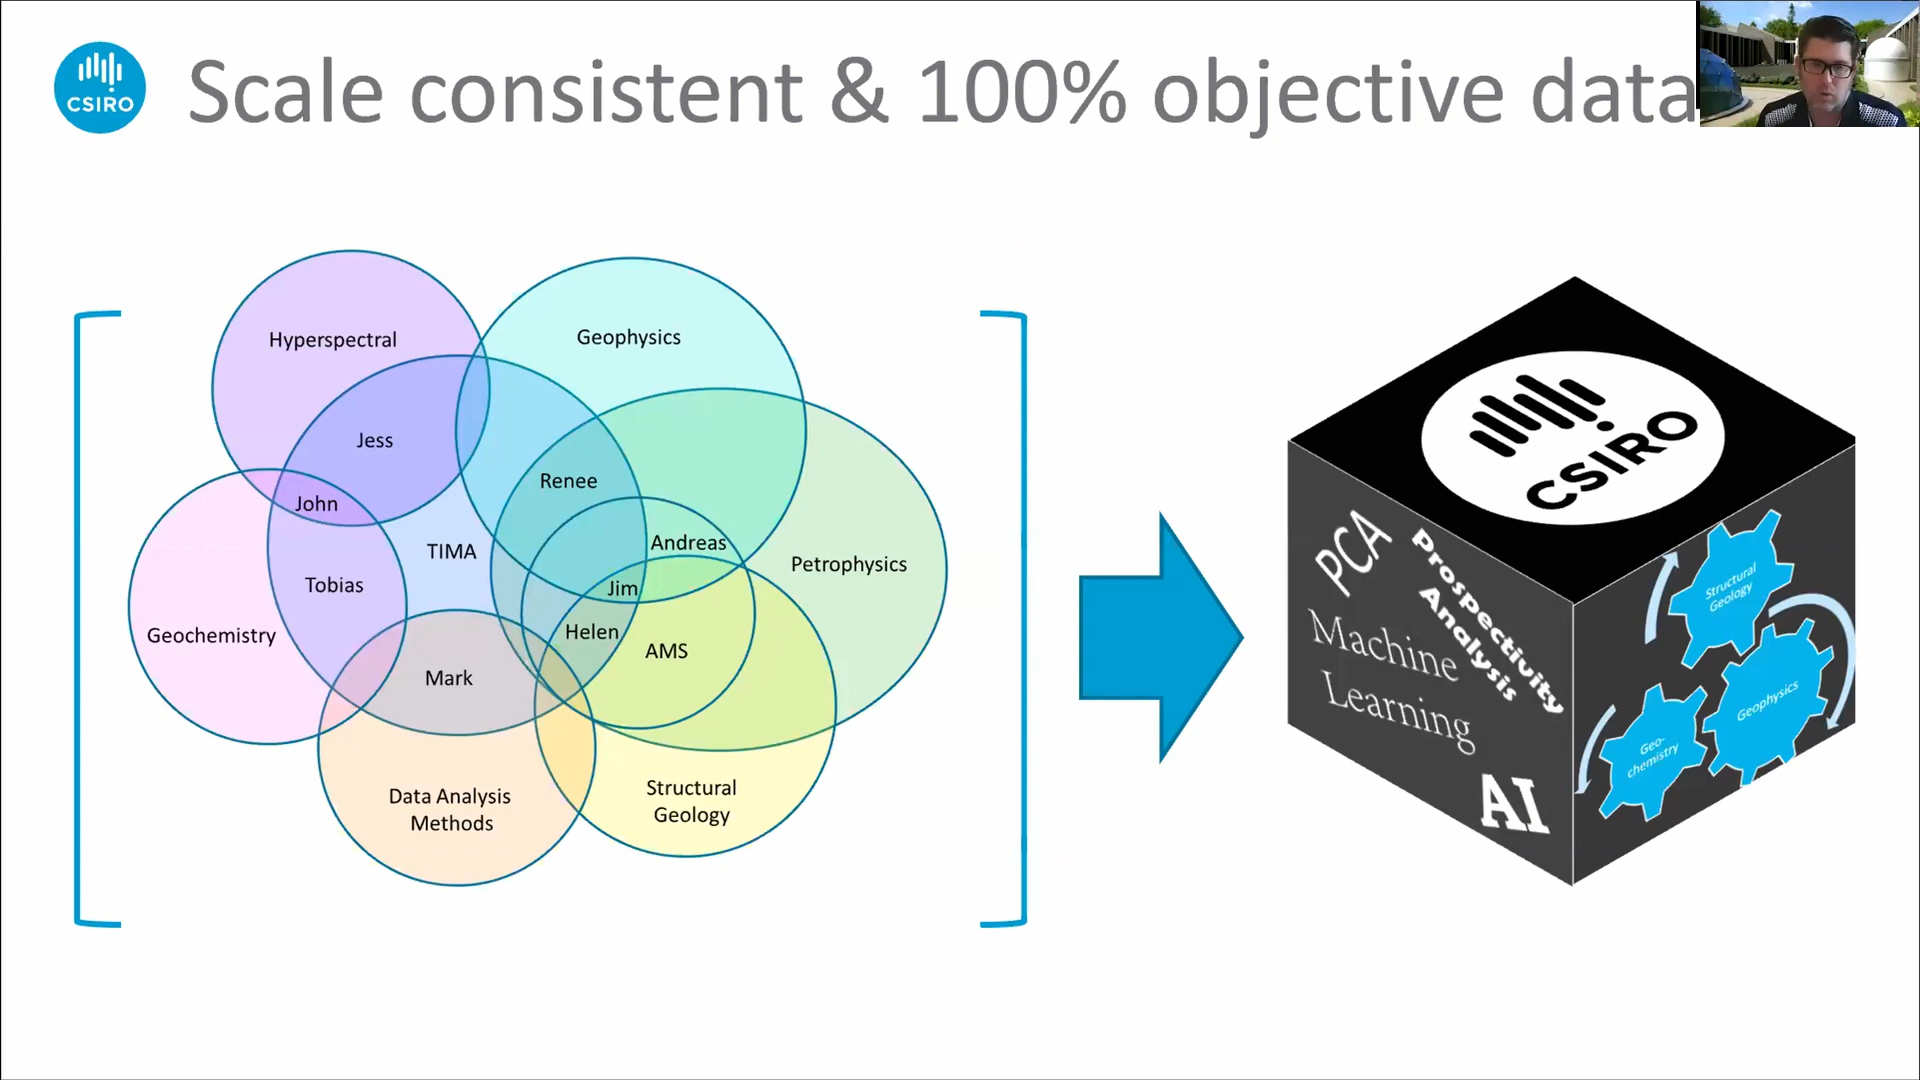 CSIRO
Scale consistent & 100% objective data
Hyperspectral
Geophysics
Jess
Renee
John
Andreas
TIMA
Petrophysics
Tobias
Jim
Geochemistry
Helen
AMS
Mark
Data Analysis
Methods
Structural
Geology
CSIRO
PCA
Prospectivity
Analysis
Machine
Learning
AI
Structural
Geology
Geophysics
Geo-
chemistry